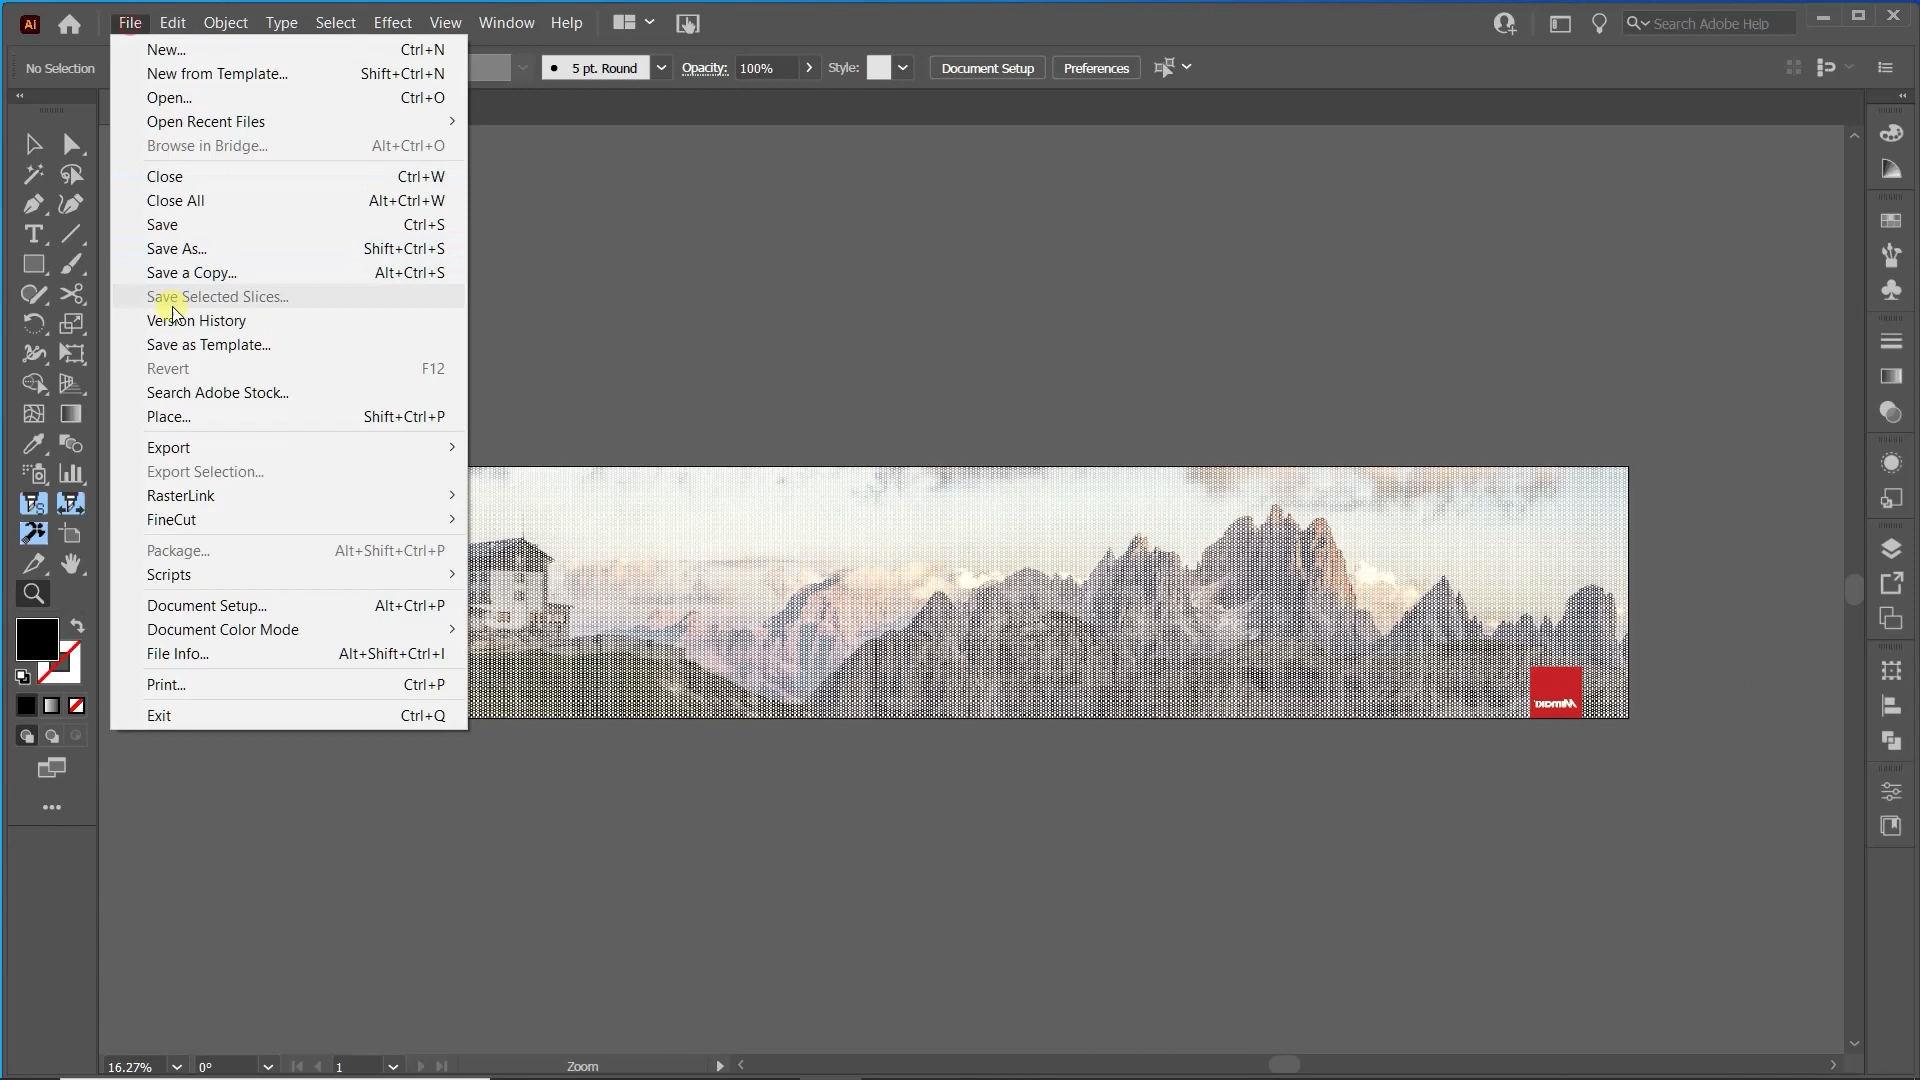 Ai File Edit Object Type Select Effect View Window Help Search Adobe Help
No Selection 5 pt. Round Opacity: 100% Style: Document Setup Preferences
New... Ctrl+N
New from Template... Shift+Ctrl+N
Open... Ctrl+O
Open Recent Files
Browse in Bridge... Alt+Ctrl+O
Close Ctrl+W
Close All Alt+Ctrl+W
Save Ctrl+S
Save As... Shift+Ctrl+S
Save a Copy... Alt+Ctrl+S
Save Selected Slices...
Version History
Save as Template...
Revert F12
Search Adobe Stock...
Place... Shift+Ctrl+P
Export
Export Selection...
RasterLink
FineCut
Package... Alt+Shift+Ctrl+P
Scripts
Document Setup... Alt+Ctrl+P
Document Color Mode
File Info... Alt+Shift+Ctrl+I
Print... Ctrl+P
Exit Ctrl+Q
Mimaki
16.27% 0° 1 Zoom